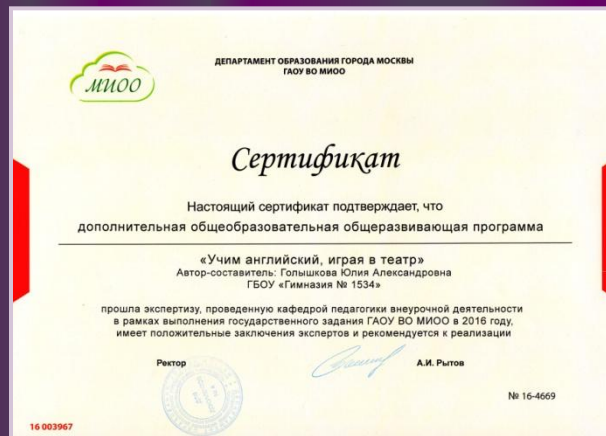 МИОО
ДЕПАРТАМЕНТ ОБРАЗОВАНИЯ ГОРОДА МОСКВЫ
ГАОУ ВО МИОО
Сертификат
Настоящий сертификат подтверждает, что
дополнительная общеобразовательная общеразвивающая программа
«Учим английский, играя в театр»
Автор-составитель: Голышкова Юлия Александровна
ГБОУ «Гимназия № 1534»
прошла экспертизу, проведенную кафедрой педагогики внеурочной деятельности
в рамках выполнения государственного задания ГАОУ ВО МИОО в 2016 году,
имеет положительные заключения экспертов и рекомендуется к реализации
Ректор
А.И. Рытов
№ 16-4669
16 003967